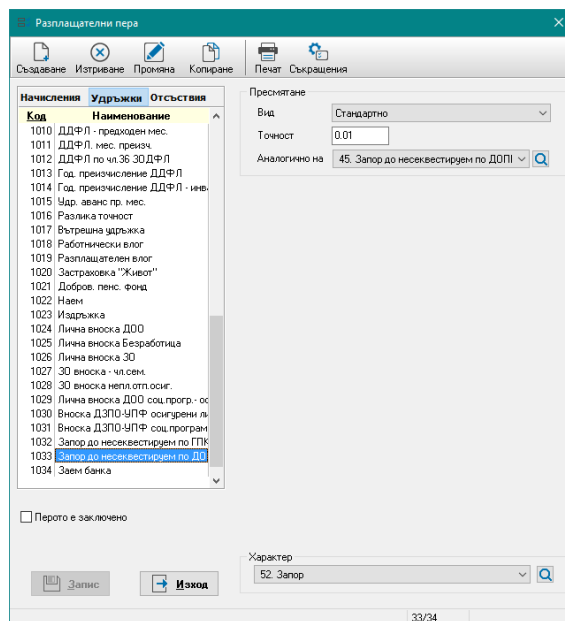 Разплащателни пера
Създаване Изтриване Промяна Копиране Печат Съкращения
Начисления Удръжки Отсъствия
Код Наименование
1010 ДДФЛ - предходен мес.
1011 ДДФЛ. мес. преизч.
1012 ДДФЛ по чл.36 ЗОДФЛ
1013 Год. преизчисление ДДФЛ
1014 Год. преизчисление ДДФЛ - инв.
1015 Удр. аванс пр. мес.
1016 Разлика точност
1017 Вътрешна удръжка
1018 Работнически влог
1019 Разплащателен влог
1020 Застраховка "Живот"
1021 Добров. пенс. фонд
1022 Наем
1023 Издръжка
1024 Лична вноска ДОО
1025 Лична вноска Безработица
1026 Лична вноска ЗО
1027 ЗО вноска - чл.сем.
1028 ЗО вноска непл.отп.осиг.
1029 Лична вноска ДОО соц.прогр.- ос
1030 Вноска ДЗПО-УПФ осигурени ли
1031 Вноска ДЗПО-УПФ соц.програм
1032 Запор до несеквестируем по ГПК
1033 Запор до несеквестируем по ДО
1034 Заем банка
Перото е заключено
Запис Изход
Пресмятане
Вид Стандартно
Точност 0.01
Аналогично на 45. Запор до несеквестируем по ДОПI
Характер
52. Запор
33/34